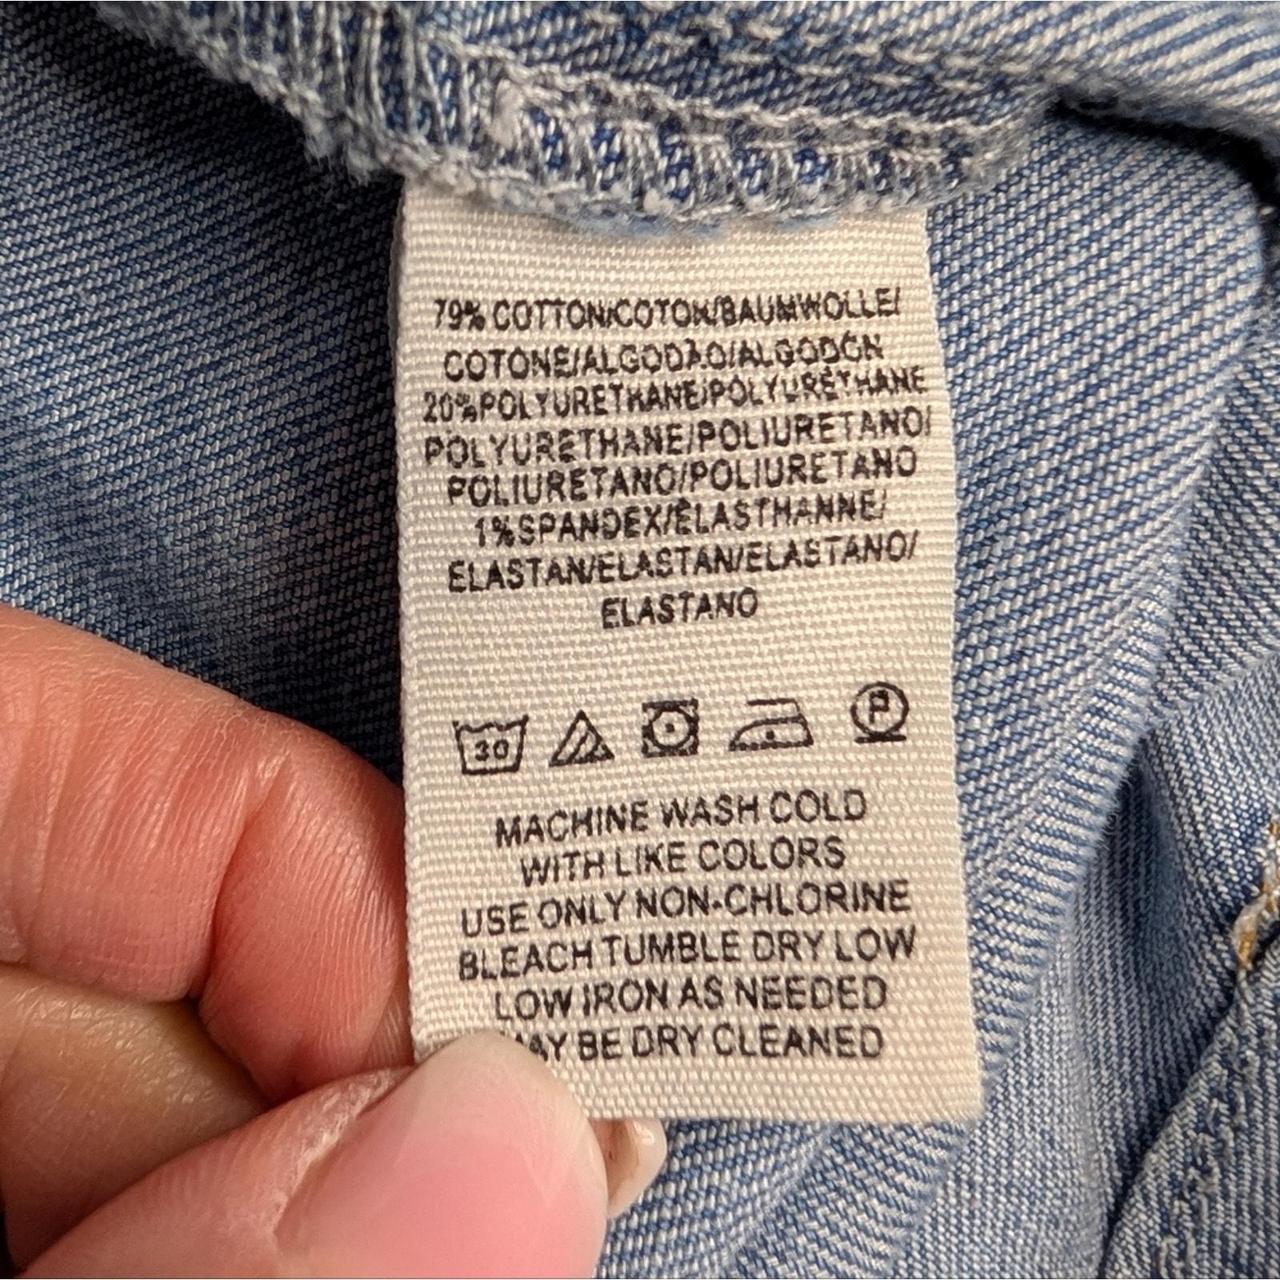 79% COTTON/COTON/BAUMWOLLE/
COTONE/ALGODÃO/ALGODÓN
20%POLYURETHANE/POLYURÉTHANE
POLYURETHANE/POLIURETANO/
POLIURETANO/POLIURETANO
1%SPANDEX/ÉLASTHANNE/
ELASTAN/ELASTAN/ELASTANO/
ELASTANO
30 P
MACHINE WASH COLD
WITH LIKE COLORS
USE ONLY NON-CHLORINE
BLEACH TUMBLE DRY LOW
LOW IRON AS NEEDED
MAY BE DRY CLEANED